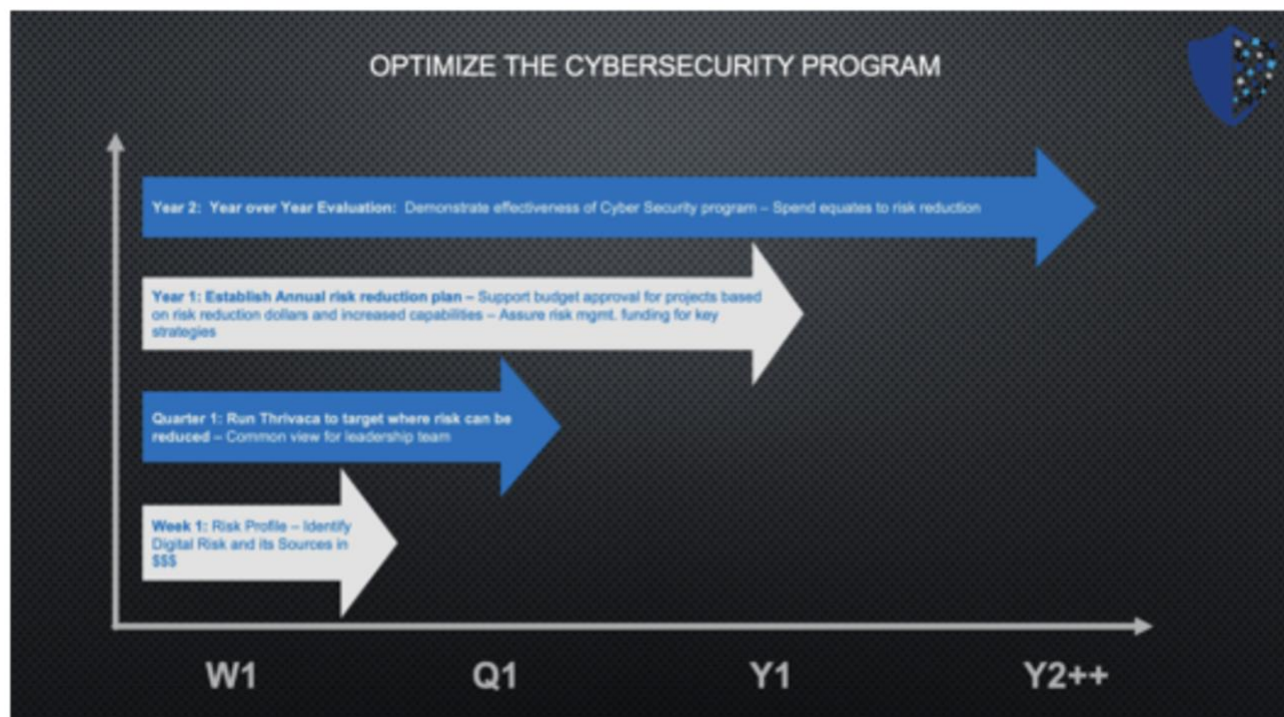 OPTIMIZE THE CYBERSECURITY PROGRAM
Year 2: Year over Year Evaluation: Demonstrate effectiveness of Cyber Security program – Spend equates to risk reduction
Year 1: Establish Annual risk reduction plan – Support budget approval for projects based
on risk reduction dollars and increased capabilities – Assure risk mgmt. funding for key
strategies
Quarter 1: Run Thrivaca to target where risk can be
reduced – Common view for leadership team
Week 1: Risk Profile – Identify
Digital Risk and its Sources in
$$$
W1 Q1 Y1 Y2++